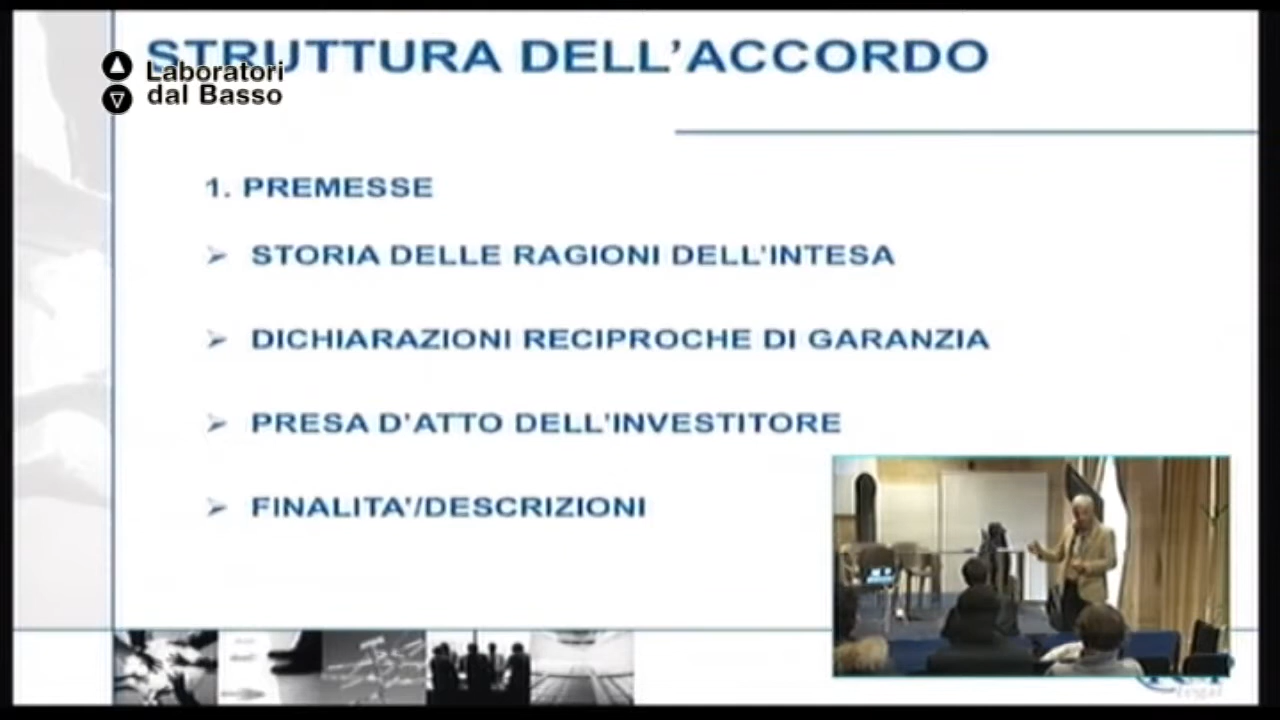 STRUTTURA DELL'ACCORDO
Laboratori
dal Basso
1. PREMESSE
STORIA DELLE RAGIONI DELL'INTESA
DICHIARAZIONI RECIPROCHE DI GARANZIA
PRESA D'ATTO DELL'INVESTITORE
FINALITA'/DESCRIZIONI